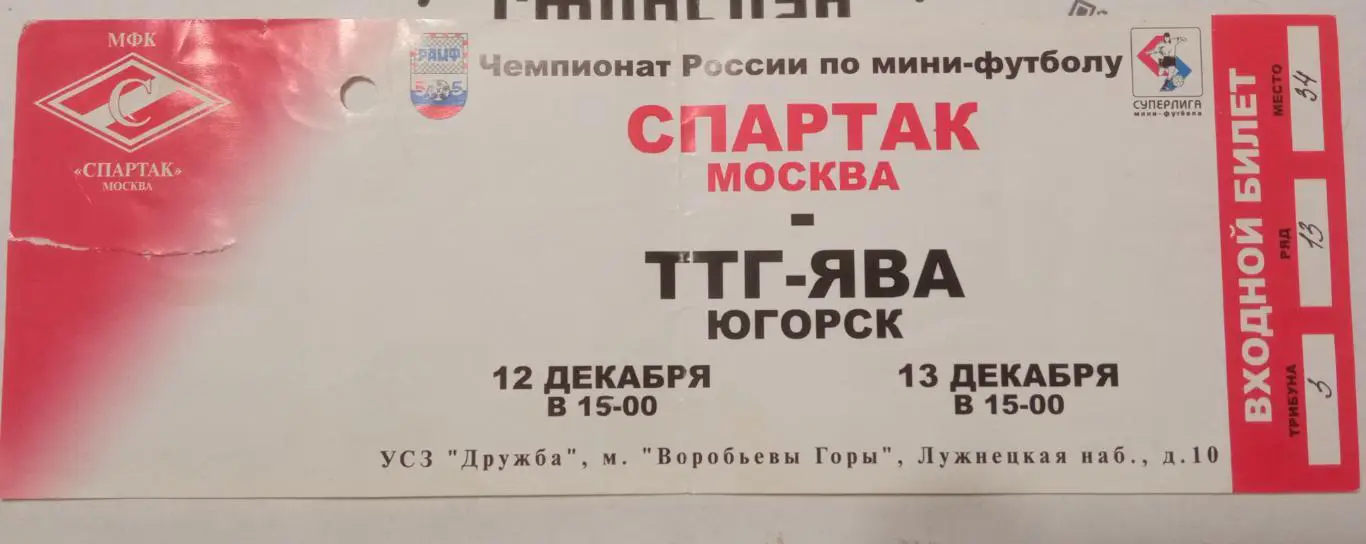 МФК
«СПАРТАК»
МОСКВА
РАМФ
5 5
Чемпионат России по мини-футболу
СУПЕРЛИГА
мини-футбола
СПАРТАК
МОСКВА
-
ТТГ-ЯВА
ЮГОРСК
12 ДЕКАБРЯ
В 15-00
13 ДЕКАБРЯ
В 15-00
УСЗ "Дружба", м. "Воробьевы Горы", Лужнецкая наб., д.10
ВХОДНОЙ БИЛЕТ
МЕСТО 34
РЯД 13
ТРИБУНА 3